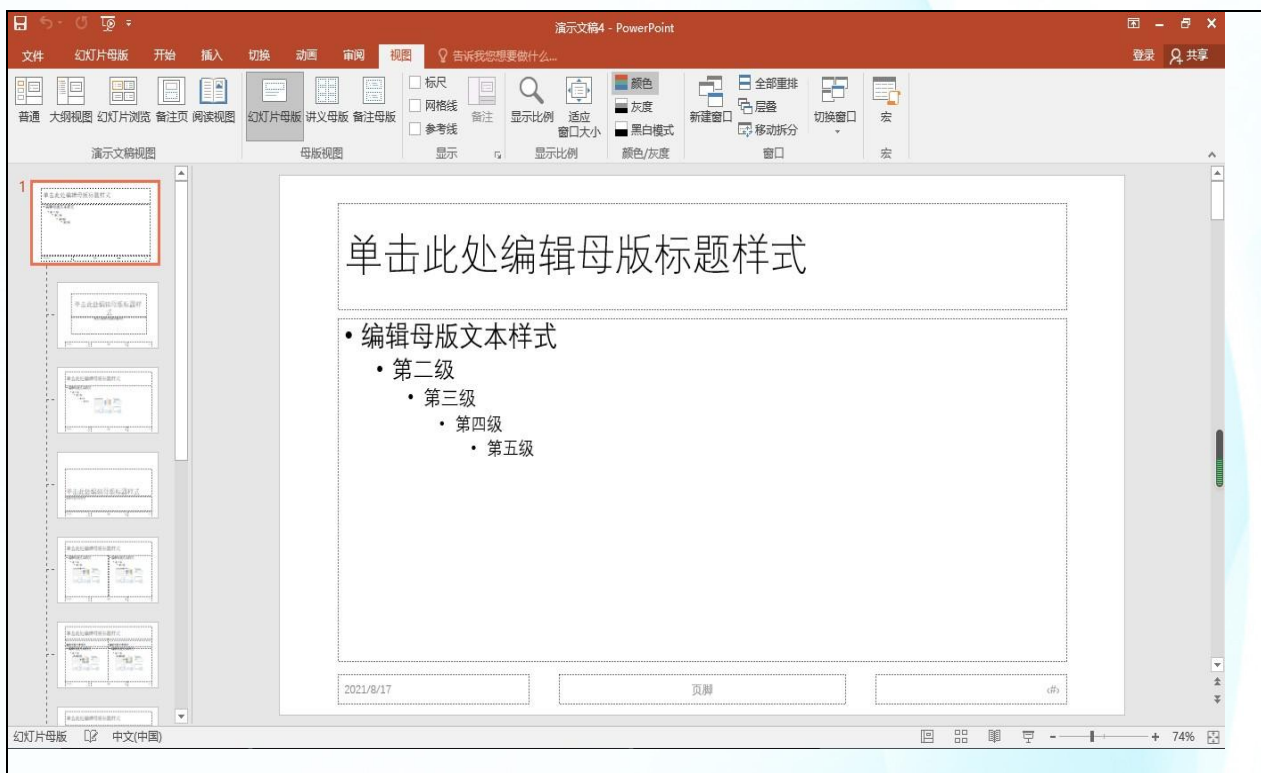 演示文稿4 - PowerPoint
文件 幻灯片母版 开始 插入 切换 动画 审阅 视图 告诉我您想要做什么... 登录 共享
普通 大纲视图 幻灯片浏览 备注页 阅读视图
演示文稿视图
幻灯片母版 讲义母版 备注母版
母版视图
标尺
网格线
参考线
备注
显示
显示比例 适应
窗口大小
显示比例
颜色
灰度
黑白模式
颜色/灰度
新建窗口
全部重排
层叠
移动拆分
切换窗口
窗口
宏
宏
1
单击此处编辑母版标题样式
• 编辑母版文本样式
• 第二级
• 第三级
• 第四级
• 第五级
2021/8/17 页脚 ‹#›
幻灯片母版 中文(中国) 74%